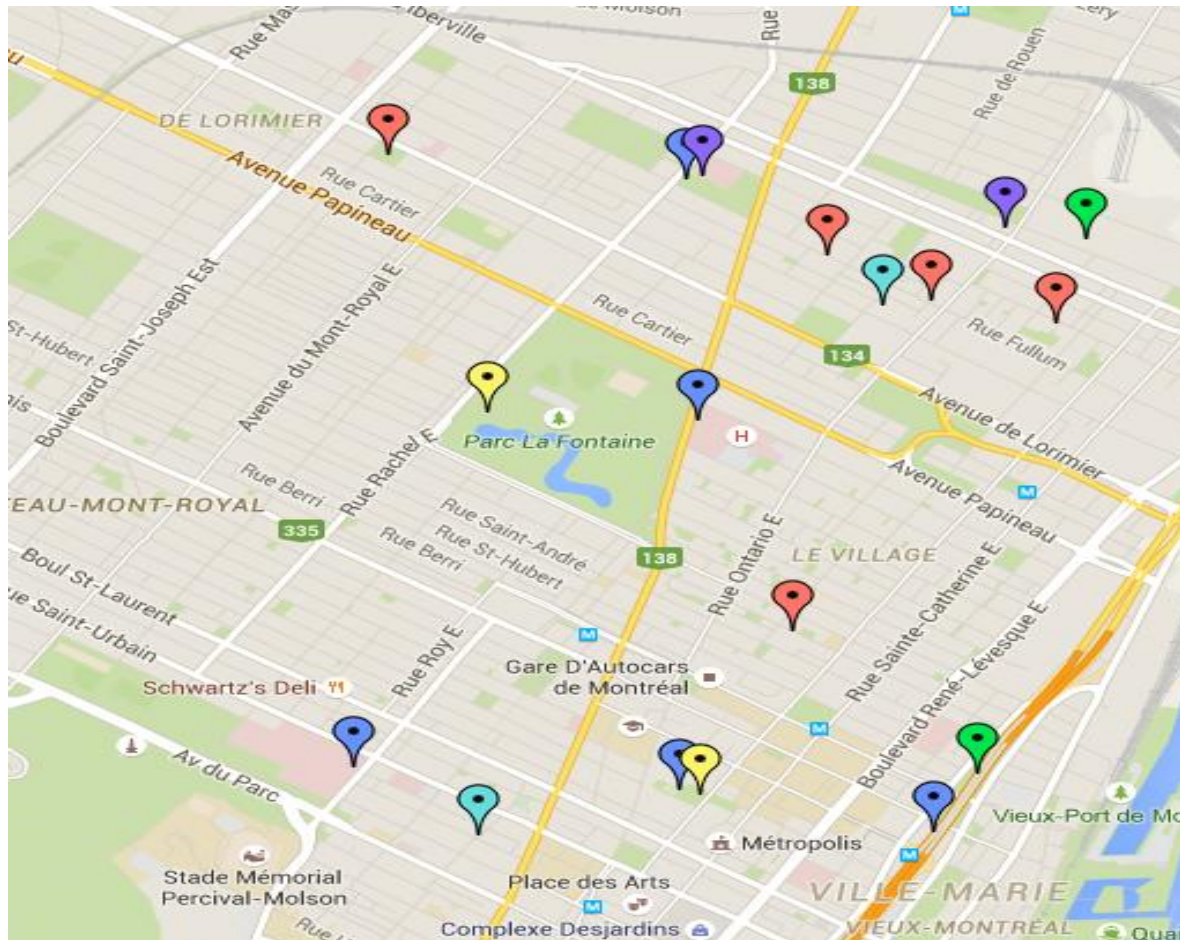 Rue Mas
Iberville
le Molson
Rue
éry
Rue de Rouen
138
DE LORIMIER
Avenue Papineau
Rue Cartier
Boulevard Saint-Joseph Est
Avenue du Mont-Royal E
St-Hubert
Rue Cartier
134
Rue Fullum
Avenue de Lorimier
Parc La Fontaine
H
Rue Rachel E
Rue Berri
EAU-MONT-ROYAL
335
Rue Saint-André
Rue St-Hubert
Rue Berri
138
Avenue Papineau
M
LE VILLAGE
Rue Ontario E
Rue Sainte-Catherine E
Boulevard René-Lévesque E
Boul St-Laurent
ue Saint-Urbain
Rue Roy E
M
Gare D'Autocars
de Montréal
Schwartz's Deli
M
Av du Parc
Vieux-Port de Mo
Métropolis
M
Stade Mémorial
Percival-Molson
Place des Arts
M
VILLE-MARIE
Complexe Desjardins
VIEUX-MONTRÉAL
Qua